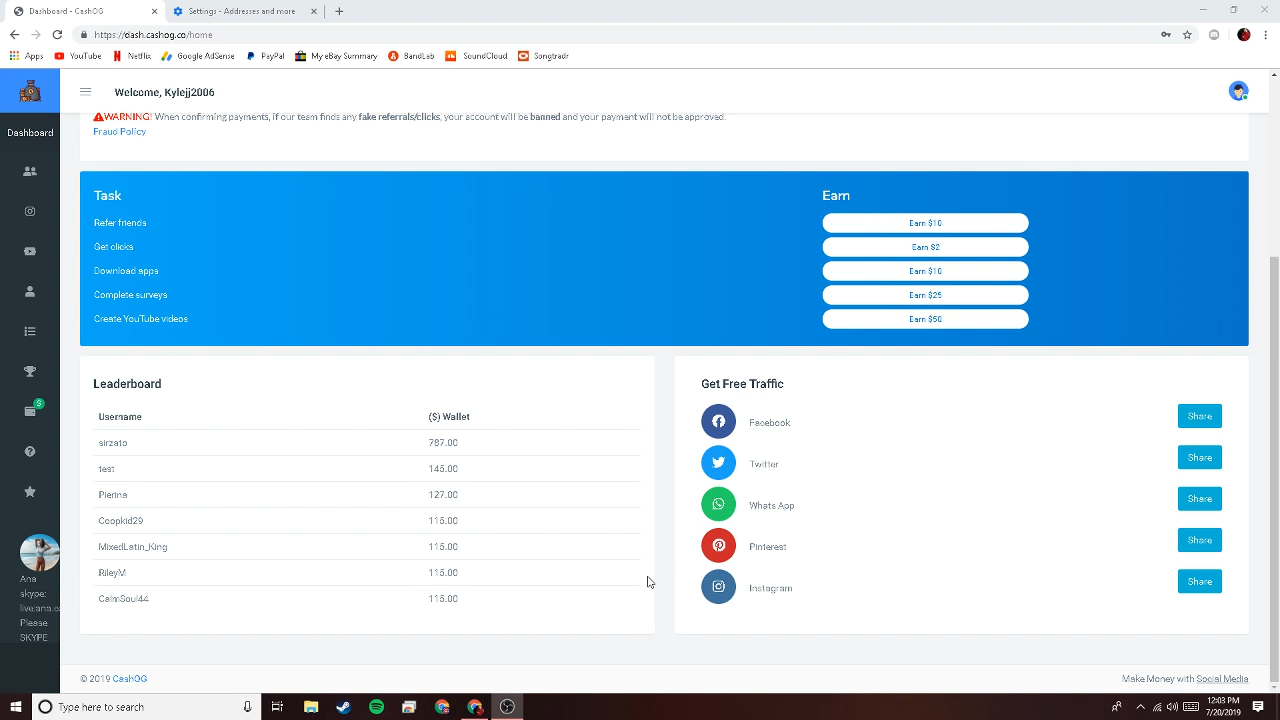 Dashboard - CashOG
Settings - Addresses and more
https://dash.cashog.co/home
Apps YouTube Netflix Google AdSense PayPal My eBay Summary BandLab SoundCloud Songtradr
Welcome, Kylejj2006
WARNING! When confirming payments, if our team finds any fake referrals/clicks, your account will be banned and your payment will not be approved.
Fraud Policy
Dashboard
Task Earn
Refer friends Earn $10
Get clicks Earn $2
Download apps Earn $10
Complete surveys Earn $25
Create YouTube videos Earn $50
Leaderboard
Username ($) Wallet
sirzato 787.00
test 145.00
Pierina 127.00
Coopkid29 115.00
MixedLatin_King 115.00
RileyM 115.00
CalmSoul44 115.00
Get Free Traffic
Facebook Share
Twitter Share
Whats App Share
Pinterest Share
Instagram Share
$
Ana
skype:
live:ana.c
Please
SKYPE
© 2019 CashOG
Make Money with Social Media
Type here to search
12:03 PM
7/20/2019